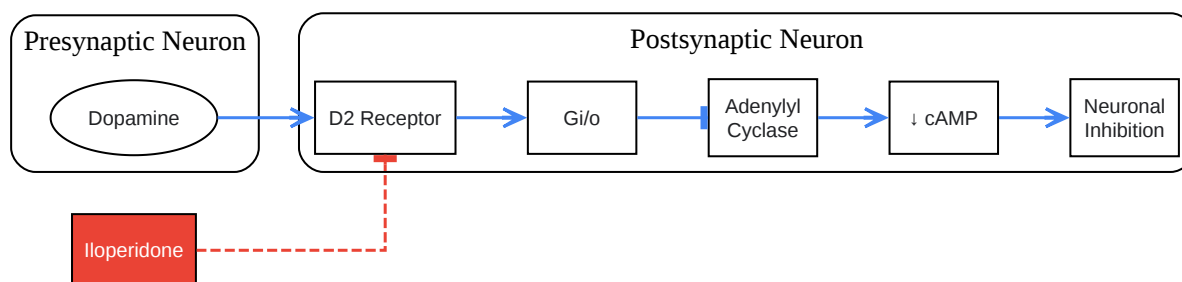 Presynaptic Neuron
Postsynaptic Neuron
Dopamine
D2 Receptor
Gi/o
Adenylyl
Cyclase
↓ cAMP
Neuronal
Inhibition
Iloperidone